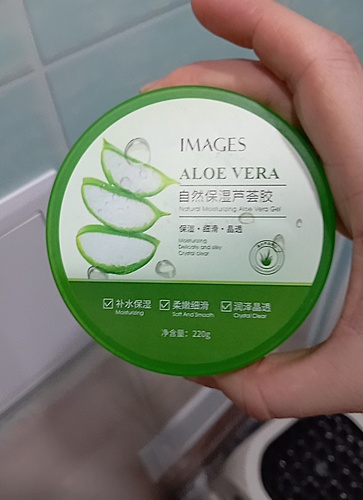 IMAGES
ALOE VERA
自然保湿芦荟胶
Natural Moisturizing Aloe Vera Gel
保湿·细滑·晶透
Moisturizing
Delicate and silky
Crystal clear
补水保湿 柔嫩细滑 润泽晶透
Moisturizing Soft And Smooth Crystal Clear
净含量：220g